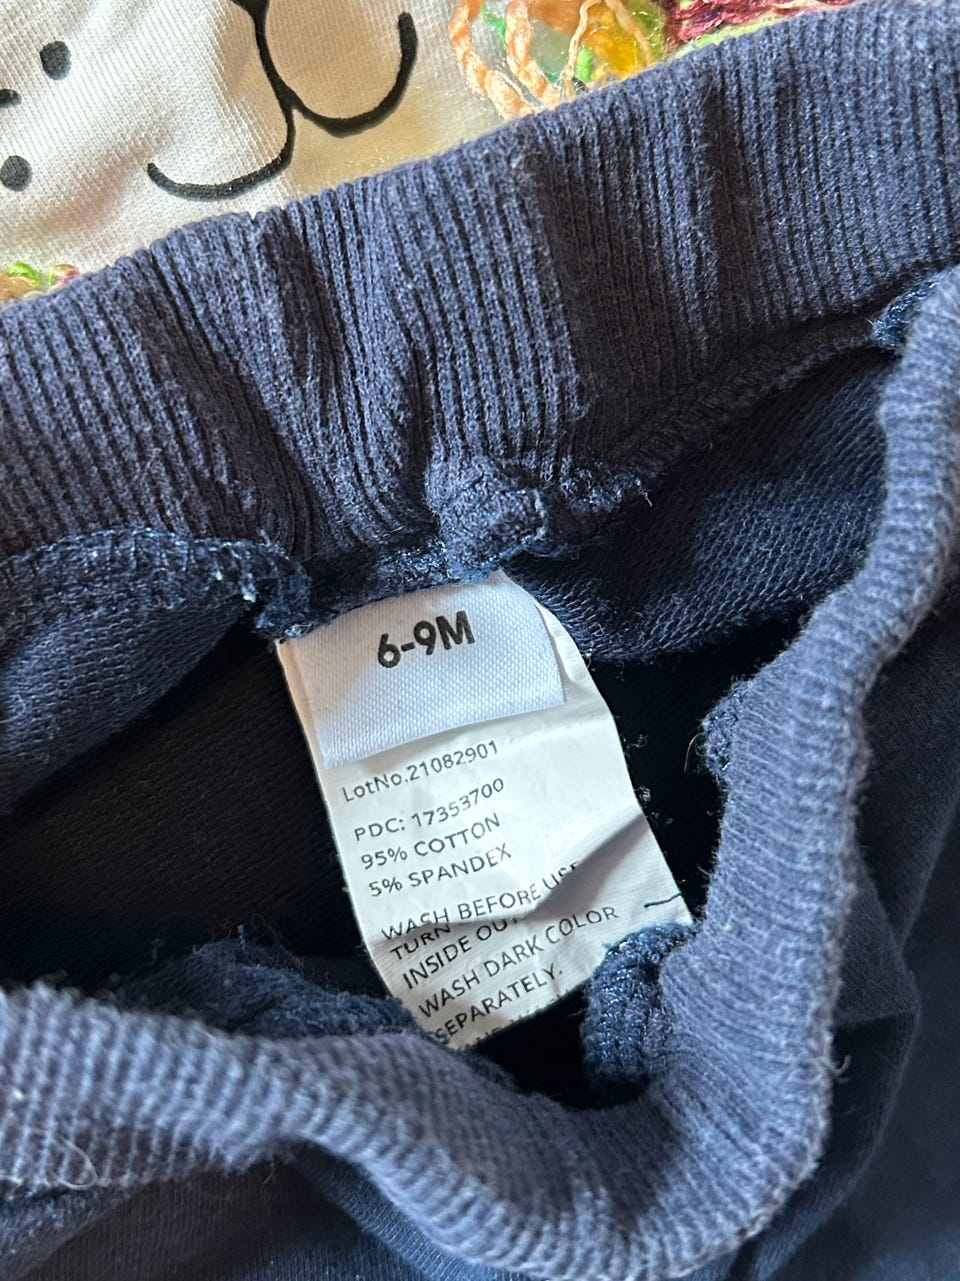 6-9M
LotNo.21082901
PDC: 17353700
95% COTTON
5% SPANDEX
WASH BEFORE USE
TURN
INSIDE OUT
WASH DARK COLOR
SEPARATELY.